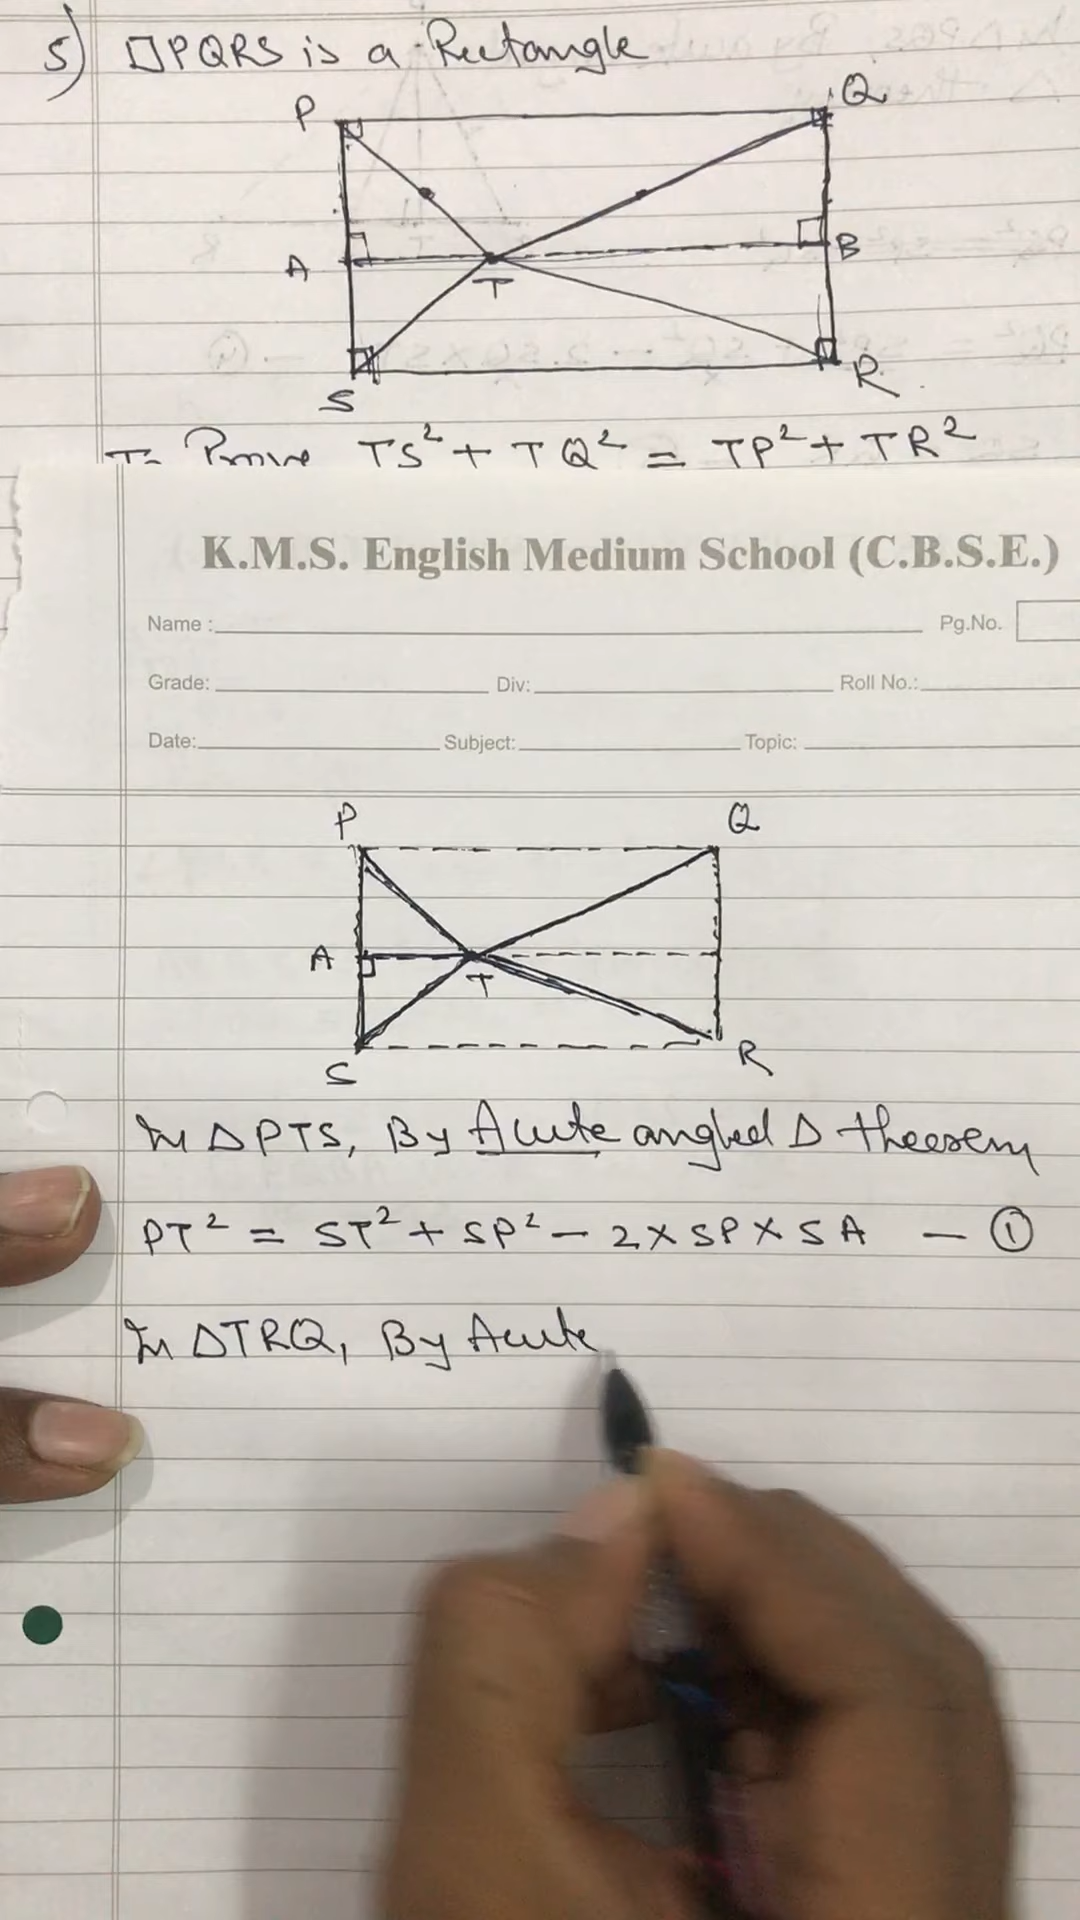 5) □PQRS is a Rectangle
P Q
A B
T
S R
To Prove TS² + TQ² = TP² + TR²
K.M.S. English Medium School (C.B.S.E.)
Name : Pg.No.
Grade: Div: Roll No.:
Date: Subject: Topic:
P Q
A
T
S R
In △PTS, By Acute angled △ theorem
PT² = ST² + SP² - 2 × SP × SA — ①
In △TRQ, By Acute